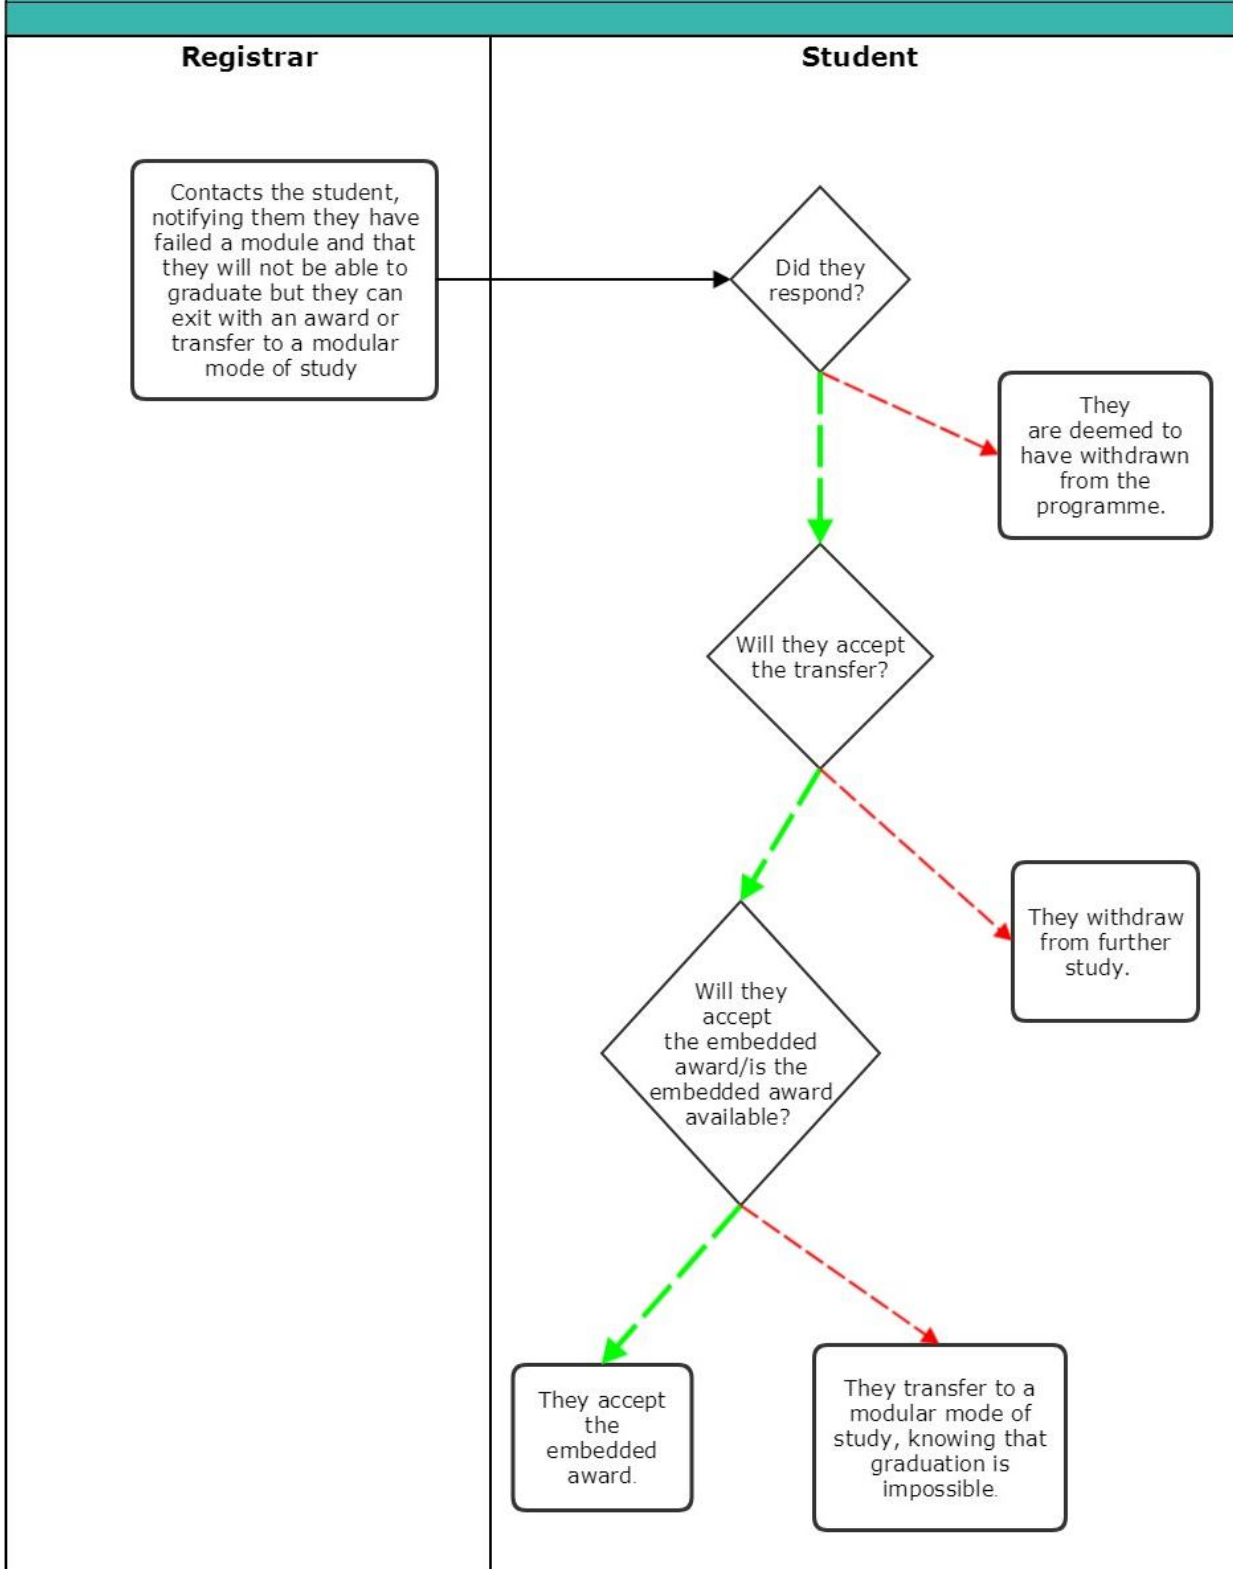 Registrar
Student
Contacts the student,
notifying them they have
failed a module and that
they will not be able to
graduate but they can
exit with an award or
transfer to a modular
mode of study
Did they
respond?
They
are deemed to
have withdrawn
from the
programme.
Will they accept
the transfer?
They withdraw
from further
study.
Will they
accept
the embedded
award/is the
embedded award
available?
They accept
the
embedded
award.
They transfer to a
modular mode of
study, knowing that
graduation is
impossible.